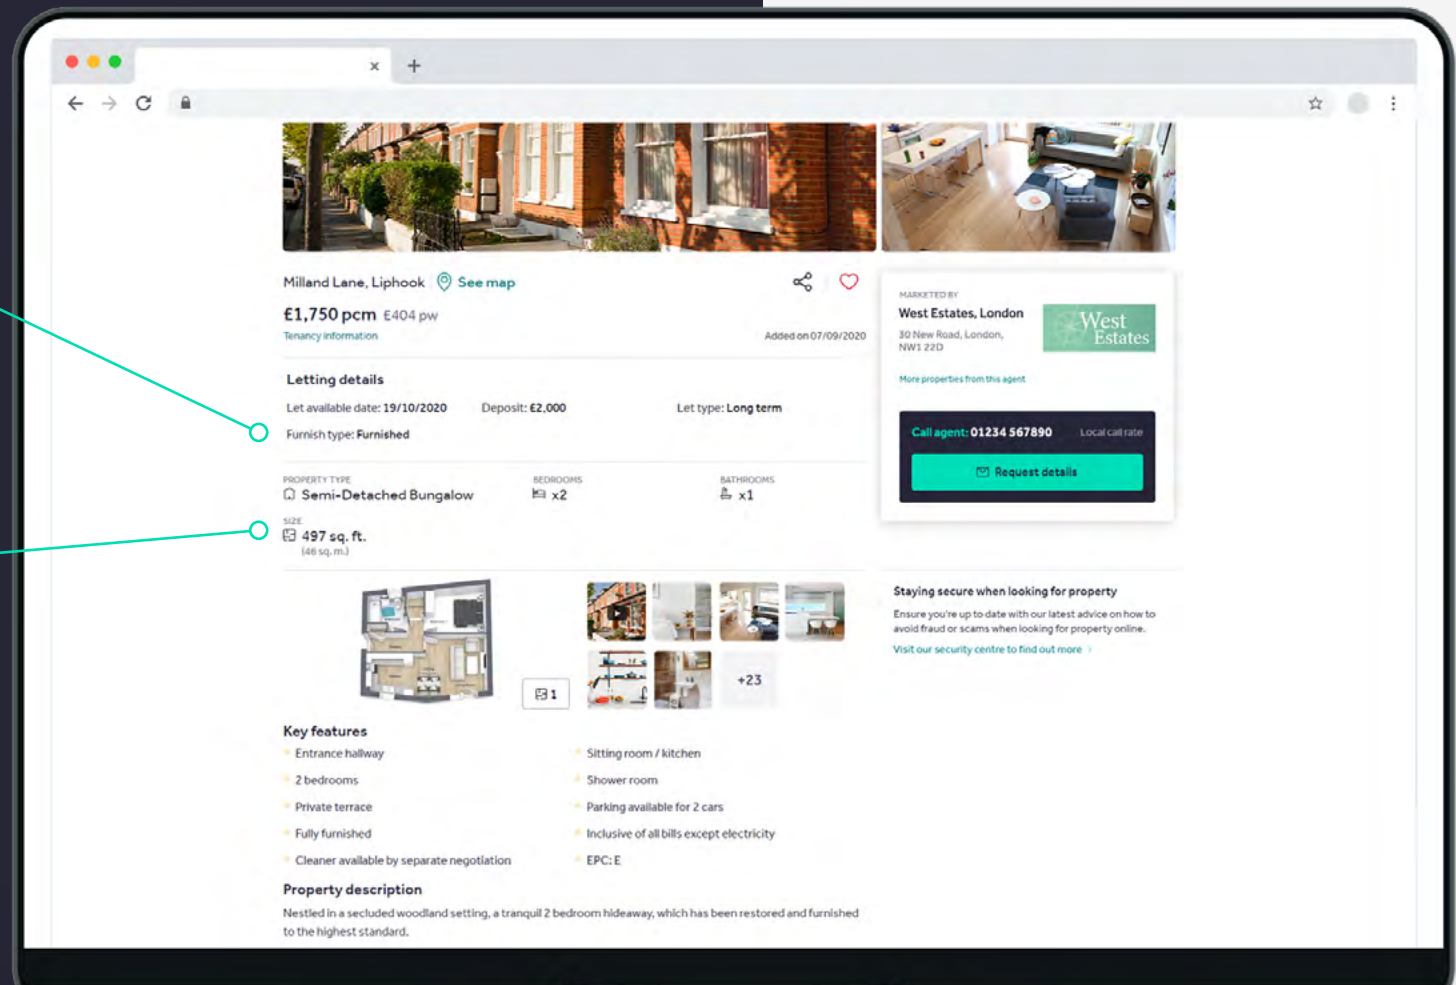 Milland Lane, Liphook See map
£1,750 pcm £404 pw
Tenancy information
Added on 07/09/2020
Letting details
Let available date: 19/10/2020 Deposit: £2,000 Let type: Long term
Furnish type: Furnished
PROPERTY TYPE BEDROOMS BATHROOMS
Semi-Detached Bungalow x2 x1
SIZE
497 sq. ft.
(46 sq. m.)
1
+23
Key features
Entrance hallway Sitting room / kitchen
2 bedrooms Shower room
Private terrace Parking available for 2 cars
Fully furnished Inclusive of all bills except electricity
Cleaner available by separate negotiation EPC: E
Property description
Nestled in a secluded woodland setting, a tranquil 2 bedroom hideaway, which has been restored and furnished
to the highest standard.
MARKETED BY
West Estates, London
30 New Road, London,
NW1 22D
West
Estates
More properties from this agent
Call agent: 01234 567890 Local call rate
Request details
Staying secure when looking for property
Ensure you're up to date with our latest advice on how to
avoid fraud or scams when looking for property online.
Visit our security centre to find out more